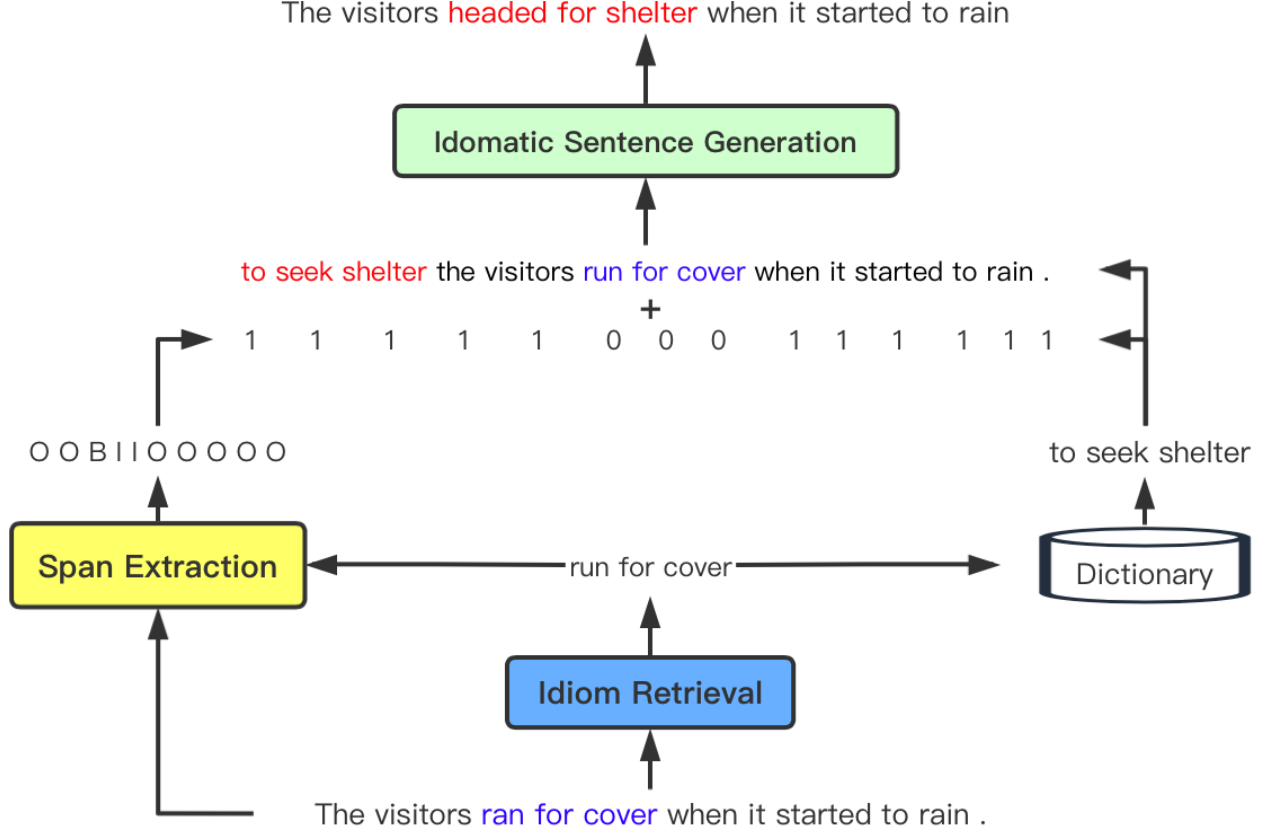 The visitors headed for shelter when it started to rain
Idomatic Sentence Generation
to seek shelter the visitors run for cover when it started to rain .
+
1 1 1 1 1 0 0 0 1 1 1 1 1 1
O O B I I O O O O O
to seek shelter
Span Extraction
run for cover
Dictionary
Idiom Retrieval
The visitors ran for cover when it started to rain .